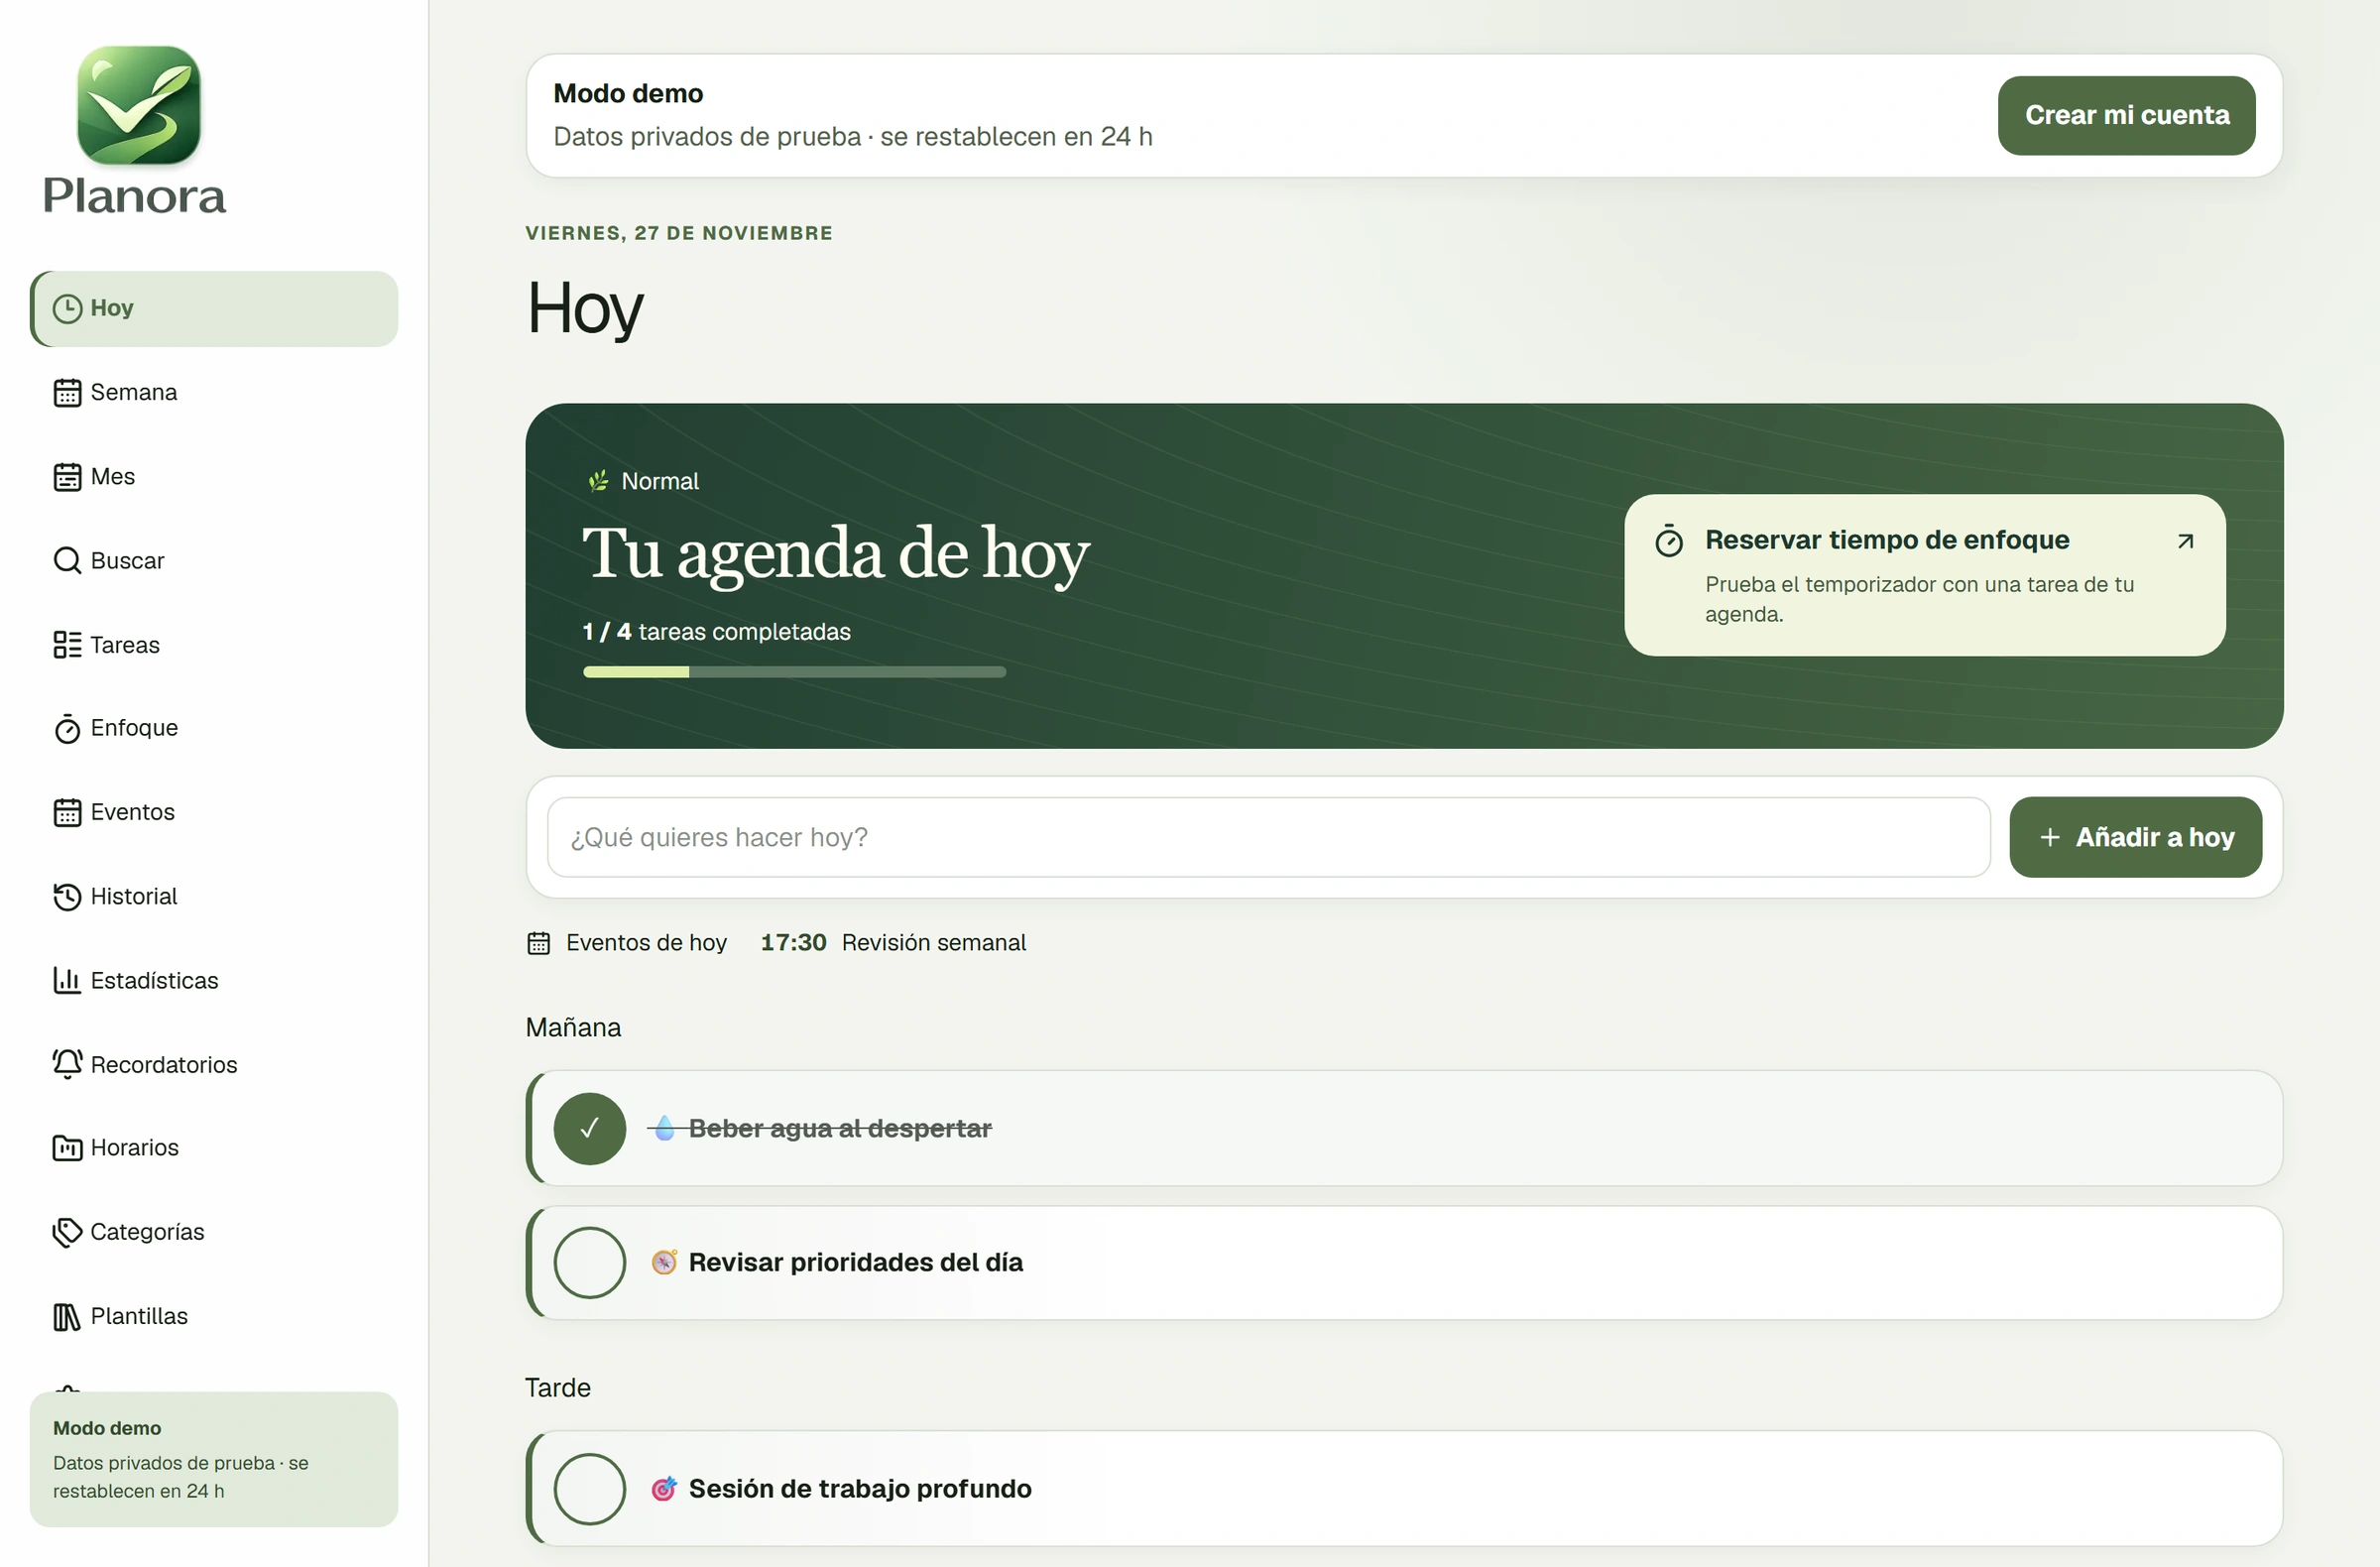 Planora
Hoy
Semana
Mes
Buscar
Tareas
Enfoque
Eventos
Historial
Estadísticas
Recordatorios
Horarios
Categorías
Plantillas
Modo demo
Datos privados de prueba · se
restablecen en 24 h
Modo demo
Datos privados de prueba · se restablecen en 24 h
Crear mi cuenta
VIERNES, 27 DE NOVIEMBRE
Hoy
Normal
Tu agenda de hoy
1 / 4 tareas completadas
Reservar tiempo de enfoque
Prueba el temporizador con una tarea de tu
agenda.
¿Qué quieres hacer hoy?
+ Añadir a hoy
Eventos de hoy 17:30 Revisión semanal
Mañana
Beber agua al despertar
Revisar prioridades del día
Tarde
Sesión de trabajo profundo